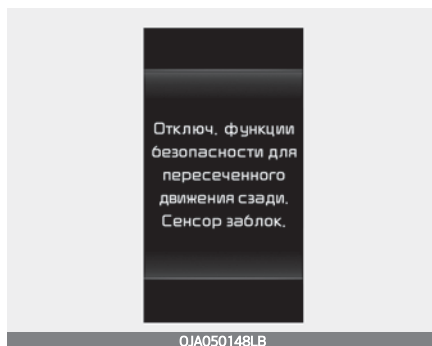 Отключ. функции
безопасности для
пересеченного
движения сзади.
Сенсор заблок.
OJA050148LB